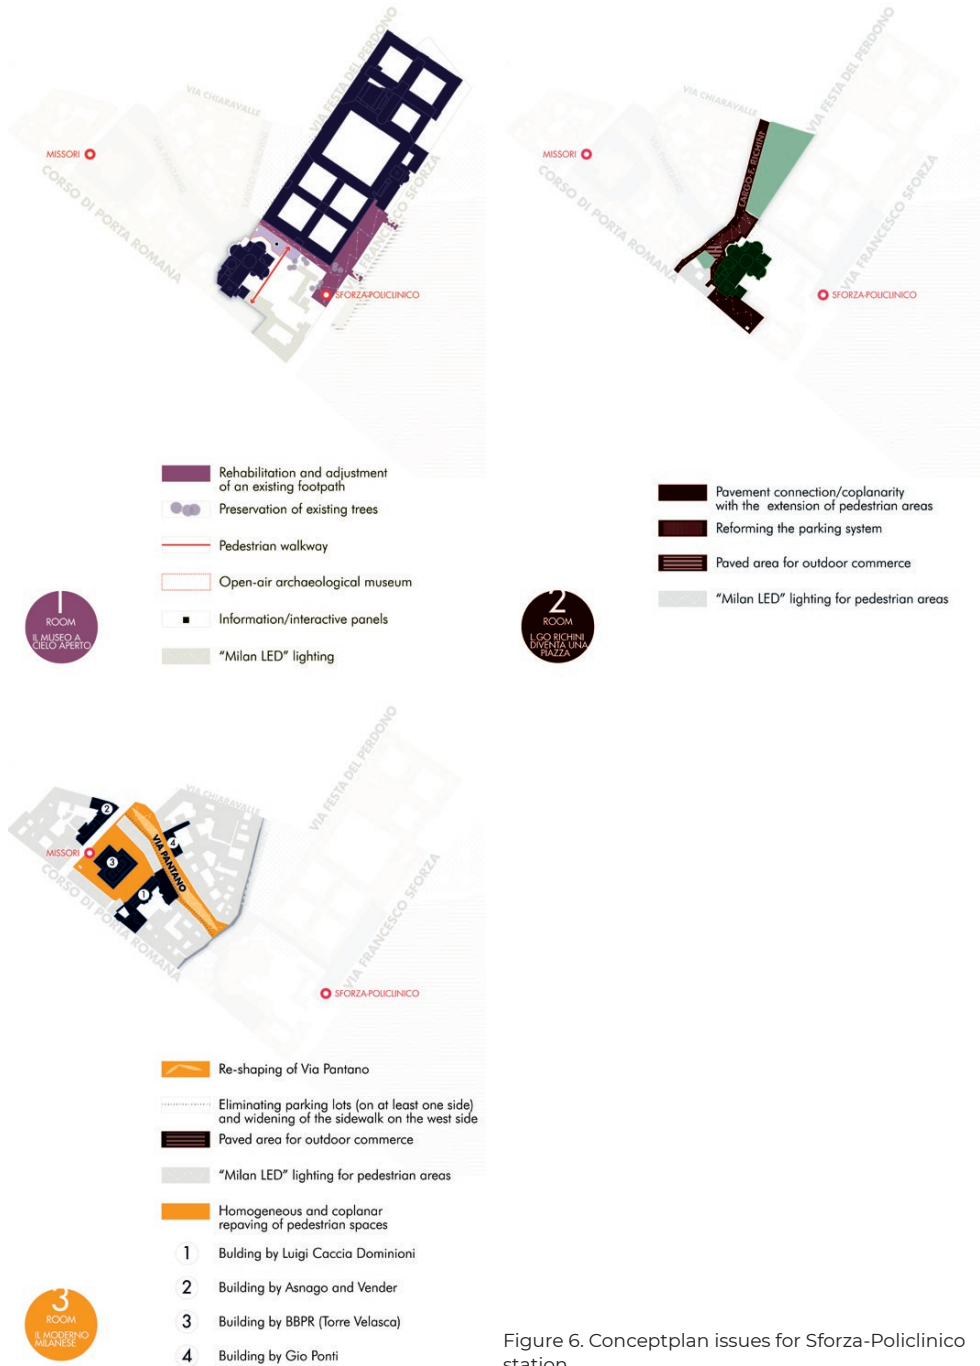 VIA FESTA DEL PERDONO
VIA CHIARAVALLE
MISSORI
CORSO DI PORTA ROMANA
VIA FRANCESCO SFORZA
SFORZA-POLICLINICO
Rehabilitation and adjustment
of an existing footpath
Preservation of existing trees
Pedestrian walkway
Open-air archaeological museum
Information/interactive panels
"Milan LED" lighting
1
ROOM
IL MUSEO A
CIELO APERTO
VIA FESTA DEL PERDONO
VIA CHIARAVALLE
MISSORI
LARGO F. RICHINI
CORSO DI PORTA ROMANA
VIA FRANCESCO SFORZA
SFORZA-POLICLINICO
Pavement connection/coplanarity
with the extension of pedestrian areas
Reforming the parking system
Paved area for outdoor commerce
"Milan LED" lighting for pedestrian areas
2
ROOM
L.GO RICHINI
DIVENTA UNA
PIAZZA
VIA FESTA DEL PERDONO
VIA CHIARAVALLE
2
MISSORI
VIA PANTANO
4
3
1
CORSO DI PORTA ROMANA
VIA FRANCESCO SFORZA
SFORZA-POLICLINICO
Re-shaping of Via Pantano
Eliminating parking lots (on at least one side)
and widening of the sidewalk on the west side
Paved area for outdoor commerce
"Milan LED" lighting for pedestrian areas
Homogeneous and coplanar
repaving of pedestrian spaces
1 Bulding by Luigi Caccia Dominioni
2 Building by Asnago and Vender
3 Building by BBPR (Torre Velasca)
4 Building by Gio Ponti
3
ROOM
IL MODERNO
MILANESE
Figure 6. Conceptplan issues for Sforza-Policlinico
station